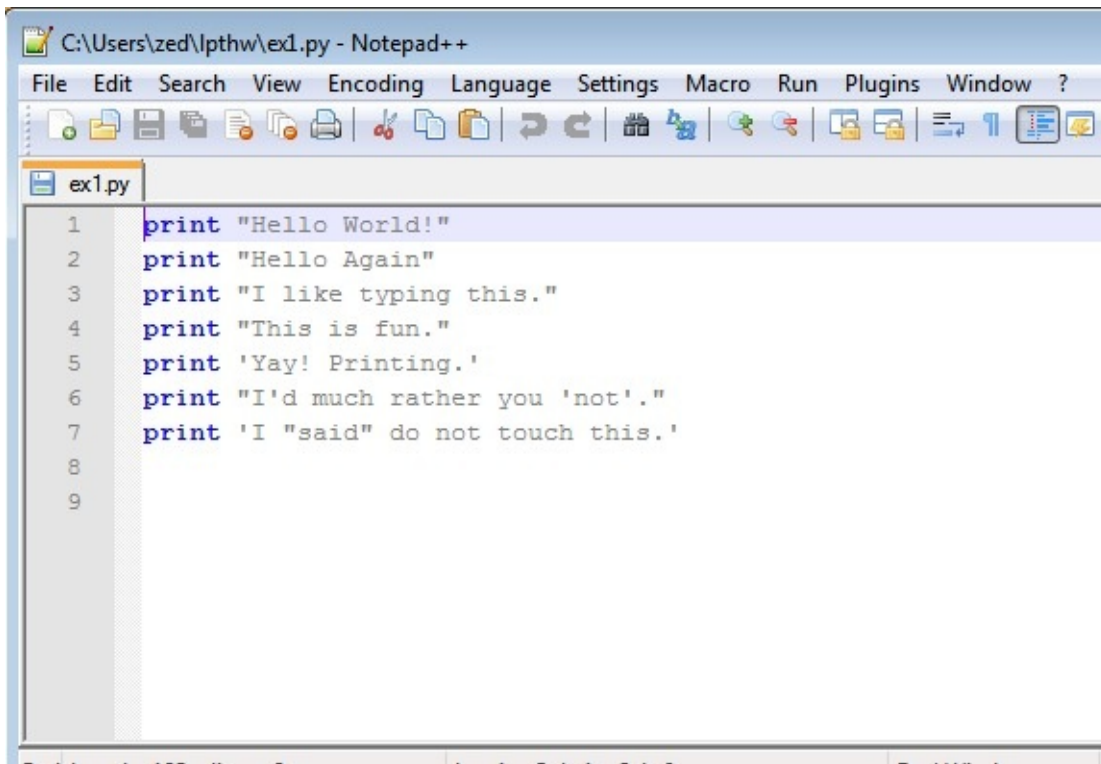 C:\Users\zed\lpthw\ex1.py - Notepad++
File Edit Search View Encoding Language Settings Macro Run Plugins Window ?
ex1.py
1 print "Hello World!"
2 print "Hello Again"
3 print "I like typing this."
4 print "This is fun."
5 print 'Yay! Printing.'
6 print "I'd much rather you 'not'."
7 print 'I "said" do not touch this.'
8
9